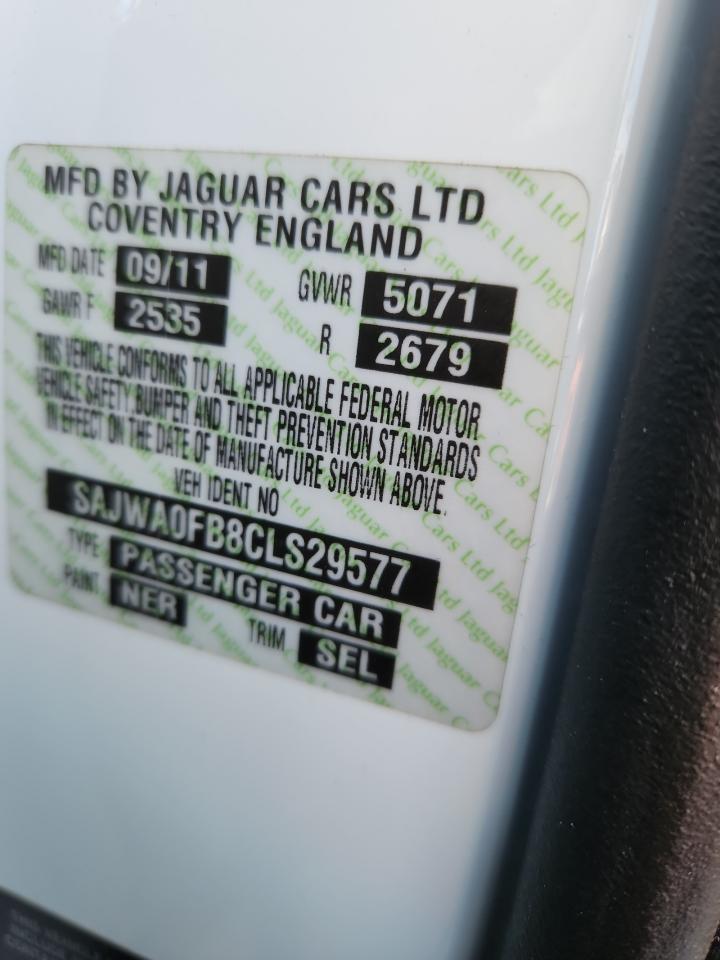 MFD BY JAGUAR CARS LTD
COVENTRY ENGLAND
MFD DATE 09/11 GVWR 5071
GAWR F 2535 R 2679
THIS VEHICLE CONFORMS TO ALL APPLICABLE FEDERAL MOTOR
VEHICLE SAFETY,BUMPER AND THEFT PREVENTION STANDARDS
IN EFFECT ON THE DATE OF MANUFACTURE SHOWN ABOVE.
VEH IDENT NO
SAJWA0FB8CLS29577
TYPE PASSENGER CAR
PAINT NER TRIM SEL